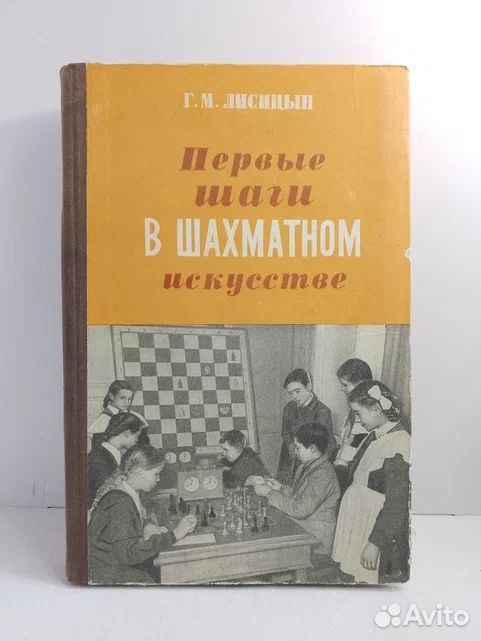 Г. М. ЛИСИЦЫН
Первые
шаги
В ШАХМАТНОМ
искусстве
Avito